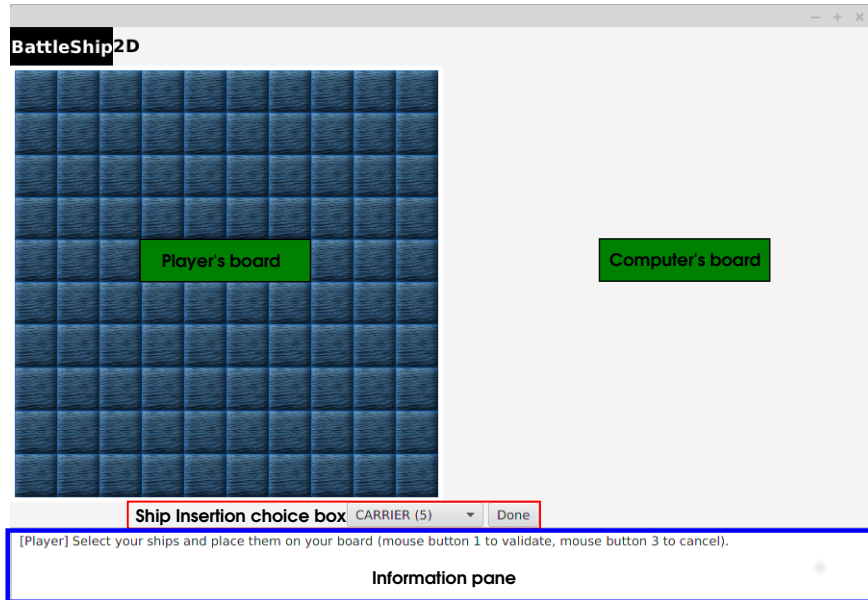 BattleShip2D
Player's board
Computer's board
Ship Insertion choice box CARRIER (5) Done
[Player] Select your ships and place them on your board (mouse button 1 to validate, mouse button 3 to cancel).
Information pane